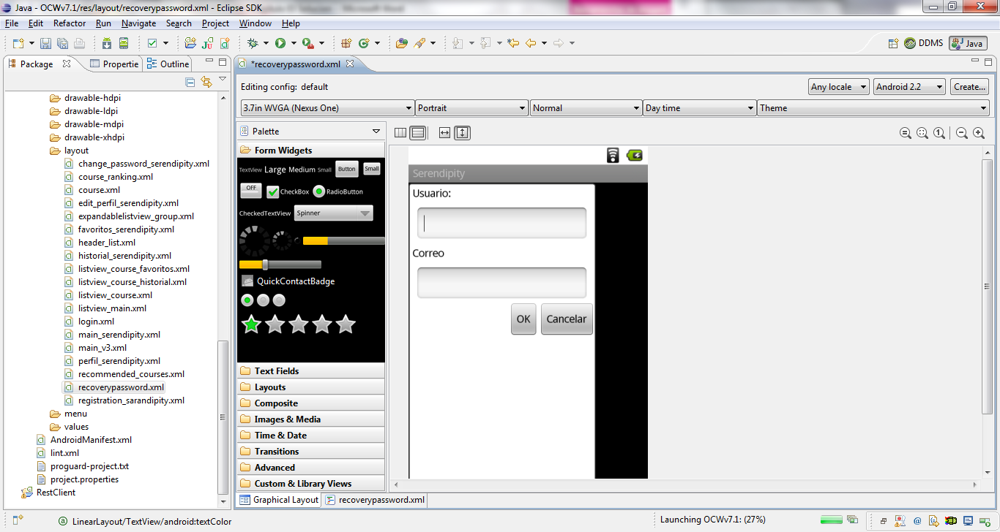 Java - OCWv7.1/res/layout/recoverypassword.xml - Eclipse SDK
File Edit Refactor Run Navigate Search Project Window Help
DDMS Java
Package Propertie Outline
*recoverypassword.xml
drawable-hdpi
drawable-ldpi
drawable-mdpi
drawable-xhdpi
layout
change_password_serendipity.xml
course_ranking.xml
course.xml
edit_perfil_serendipity.xml
expandablelistview_group.xml
favoritos_serendipity.xml
header_list.xml
historial_serendipity.xml
listview_course_favoritos.xml
listview_course_historial.xml
listview_course.xml
listview_main.xml
login.xml
main_serendipity.xml
main_v3.xml
perfil_serendipity.xml
recommended_courses.xml
recoverypassword.xml
registration_sarandipity.xml
menu
values
AndroidManifest.xml
lint.xml
proguard-project.txt
project.properties
RestClient
Editing config: default
Any locale Android 2.2 Create...
3.7in WVGA (Nexus One) Portrait Normal Day time Theme
Palette
Form Widgets
TextView Large Medium Small Button Small
OFF CheckBox RadioButton
CheckedTextView Spinner
QuickContactBadge
Text Fields
Layouts
Composite
Images & Media
Time & Date
Transitions
Advanced
Custom & Library Views
1
Serendipity
Usuario:
Correo
OK Cancelar
Graphical Layout recoverypassword.xml
LinearLayout/TextView/android:textColor
Launching OCWv7.1: (27%)